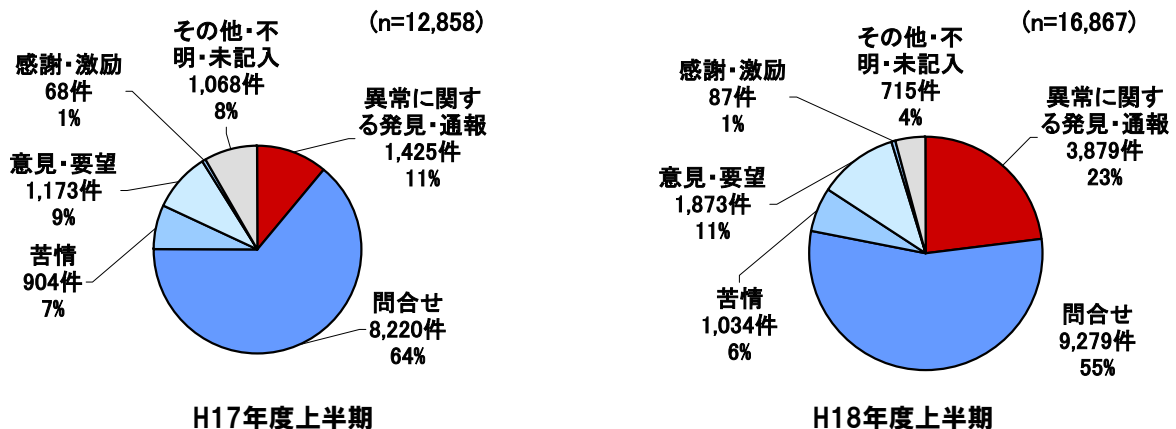 (n=12,858)
その他・不
明・未記入
1,068件
8%
感謝・激励
68件
1%
異常に関す
る発見・通報
1,425件
11%
意見・要望
1,173件
9%
苦情
904件
7%
問合せ
8,220件
64%
H17年度上半期
(n=16,867)
その他・不
明・未記入
715件
4%
感謝・激励
87件
1%
異常に関す
る発見・通報
3,879件
23%
意見・要望
1,873件
11%
苦情
1,034件
6%
問合せ
9,279件
55%
H18年度上半期